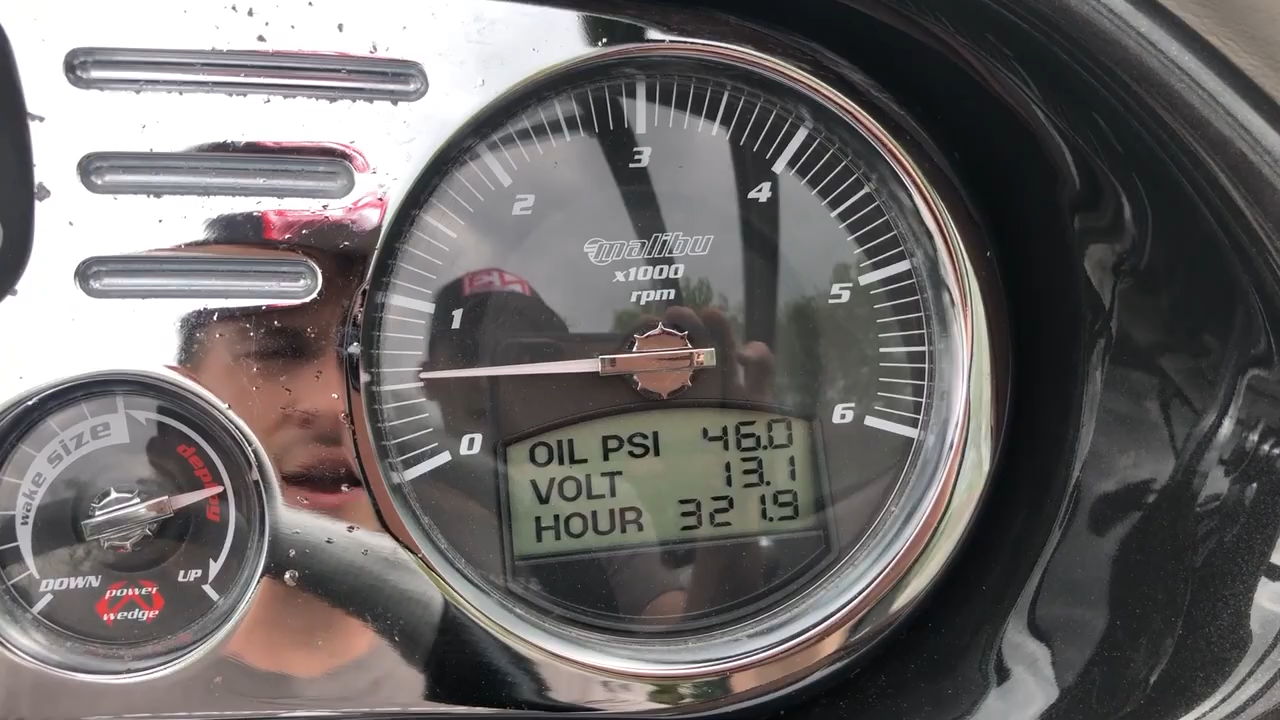 3
2
4
malibu
x1000
rpm
1
5
0
6
OIL PSI 46.0
VOLT 13.1
HOUR 321.9
wake size
deploy
DOWN
UP
power
wedge